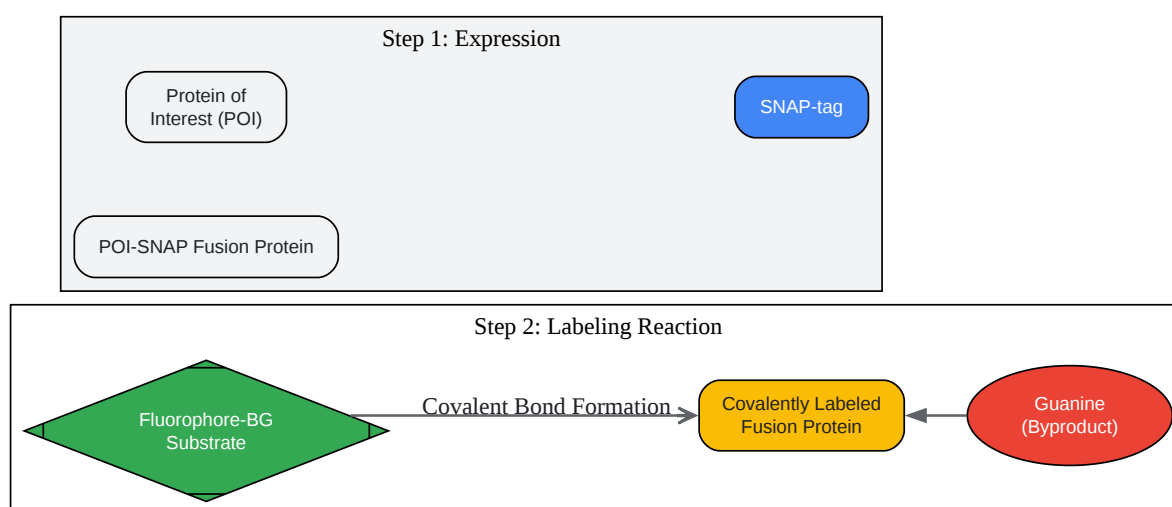 Step 1: Expression
Protein of
Interest (POI)
SNAP-tag
POI-SNAP Fusion Protein
Step 2: Labeling Reaction
Fluorophore-BG
Substrate
Covalent Bond Formation
Covalently Labeled
Fusion Protein
Guanine
(Byproduct)